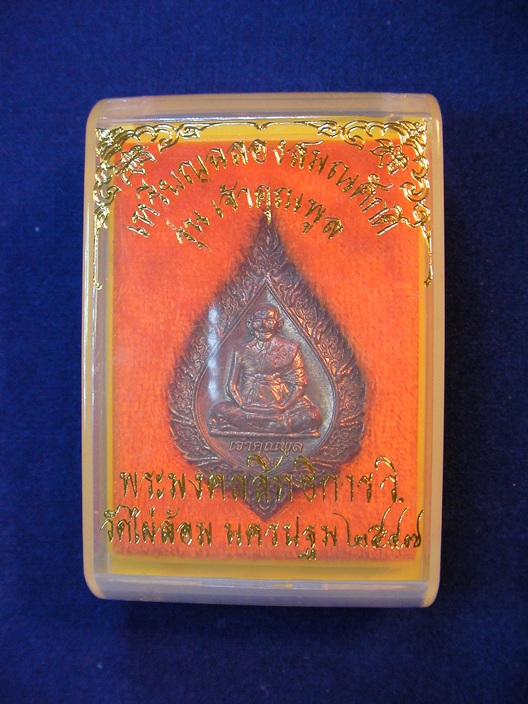 เหรียญฉลองสมณศักดิ์
รุ่น เจ้าคุณพูล
เจ้าคุณพูล
พระมงคลสิทธิการ วิ.
วัดไผ่ล้อม นครปฐม ๒๕๔๗